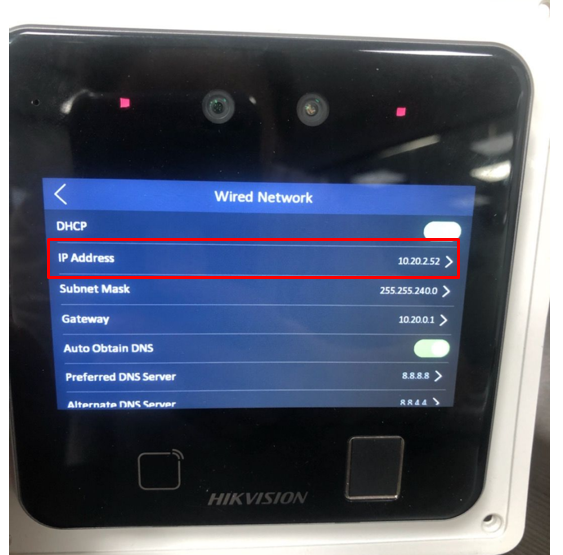 Wired Network
DHCP
IP Address 10.20.2.52
Subnet Mask 255.255.240.0
Gateway 10.20.0.1
Auto Obtain DNS
Preferred DNS Server 8.8.8.8
Alternate DNS Server 8.8.4.4
HIKVISION